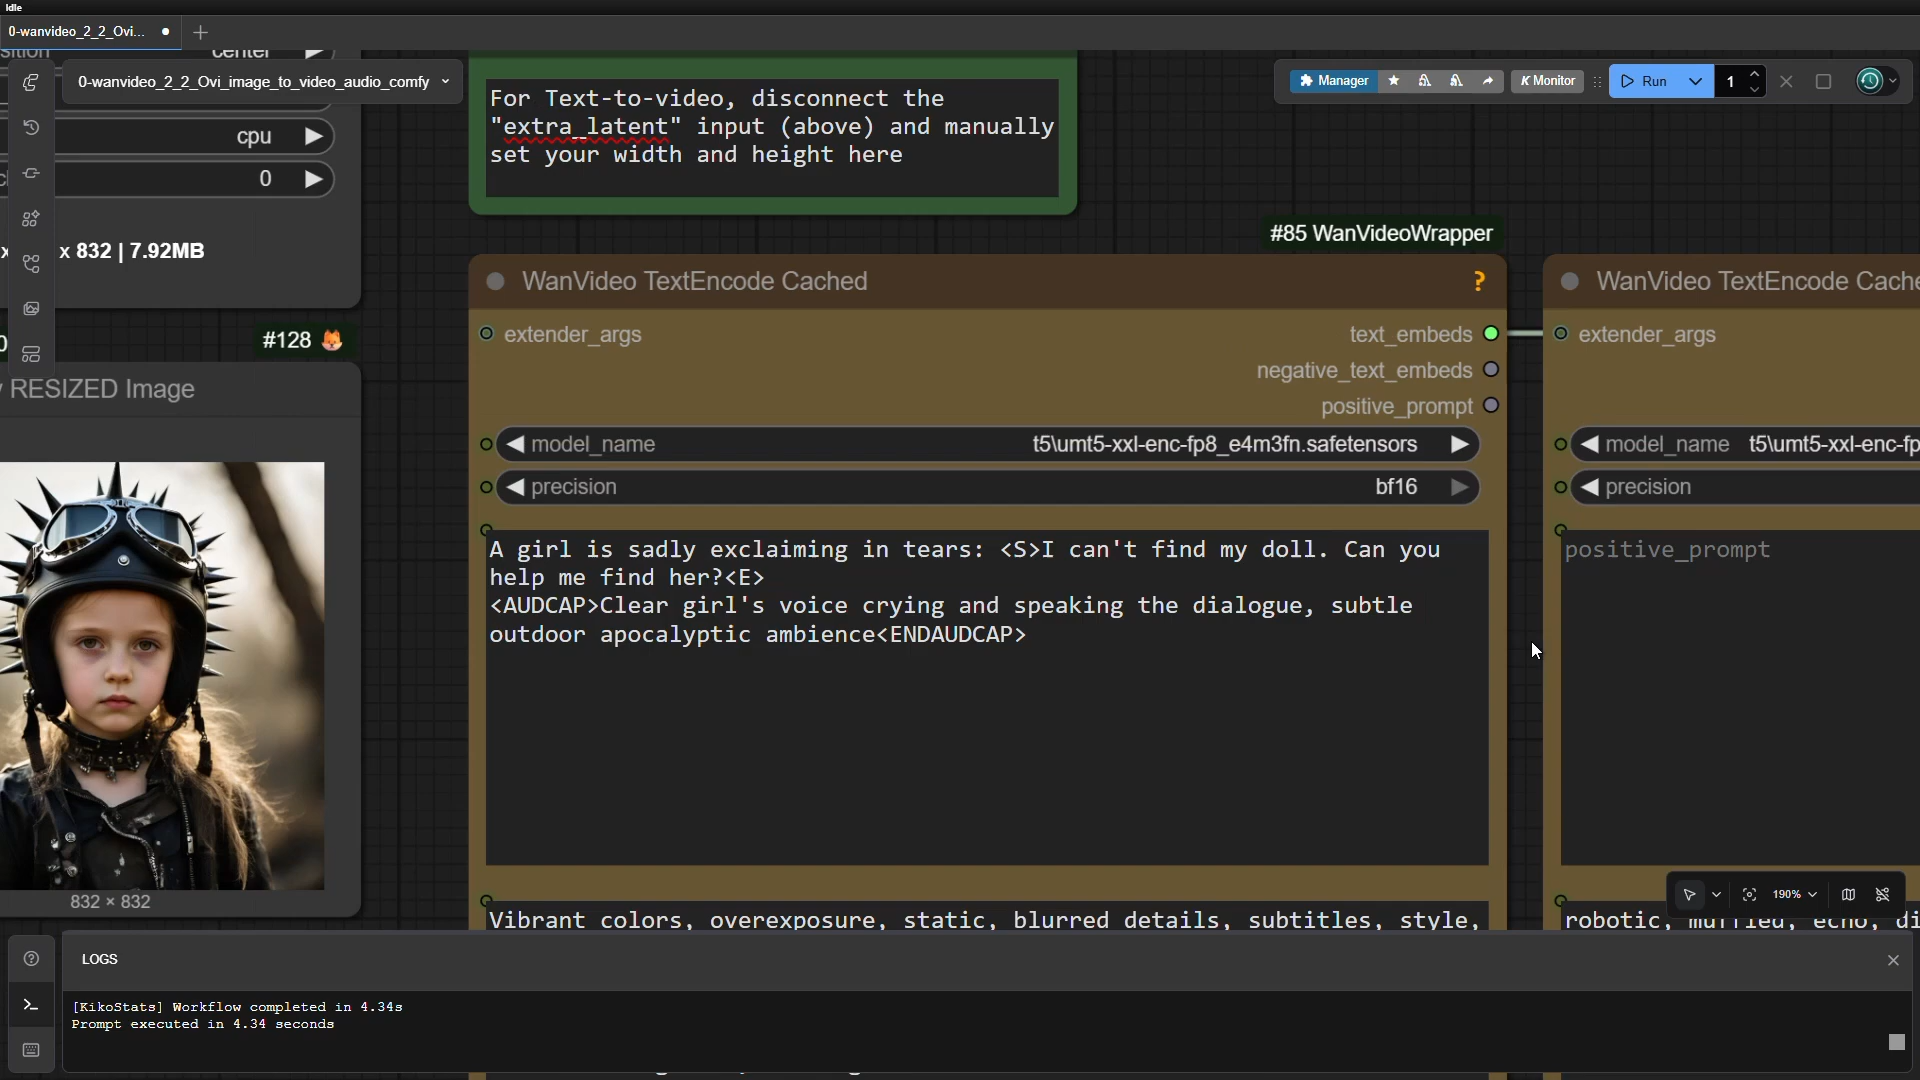 Idle
0-wanvideo_2_2_Ovi...
0-wanvideo_2_2_Ovi_image_to_video_audio_comfy
center
cpu
0
x 832 | 7.92MB
#128
RESIZED Image
832 × 832
For Text-to-video, disconnect the
"extra_latent" input (above) and manually
set your width and height here
Manager
K Monitor
Run
1
#85 WanVideoWrapper
WanVideo TextEncode Cached
?
extender_args
text_embeds
negative_text_embeds
positive_prompt
model_name
t5\umt5-xxl-enc-fp8_e4m3fn.safetensors
precision
bf16
A girl is sadly exclaiming in tears: <S>I can't find my doll. Can you
help me find her?<E>
<AUDCAP>Clear girl's voice crying and speaking the dialogue, subtle
outdoor apocalyptic ambience<ENDAUDCAP>
Vibrant colors, overexposure, static, blurred details, subtitles, style,
WanVideo TextEncode Cache
extender_args
model_name t5\umt5-xxl-enc-fp
precision
positive_prompt
robotic, muffled, echo, di
190%
LOGS
[KikoStats] Workflow completed in 4.34s
Prompt executed in 4.34 seconds